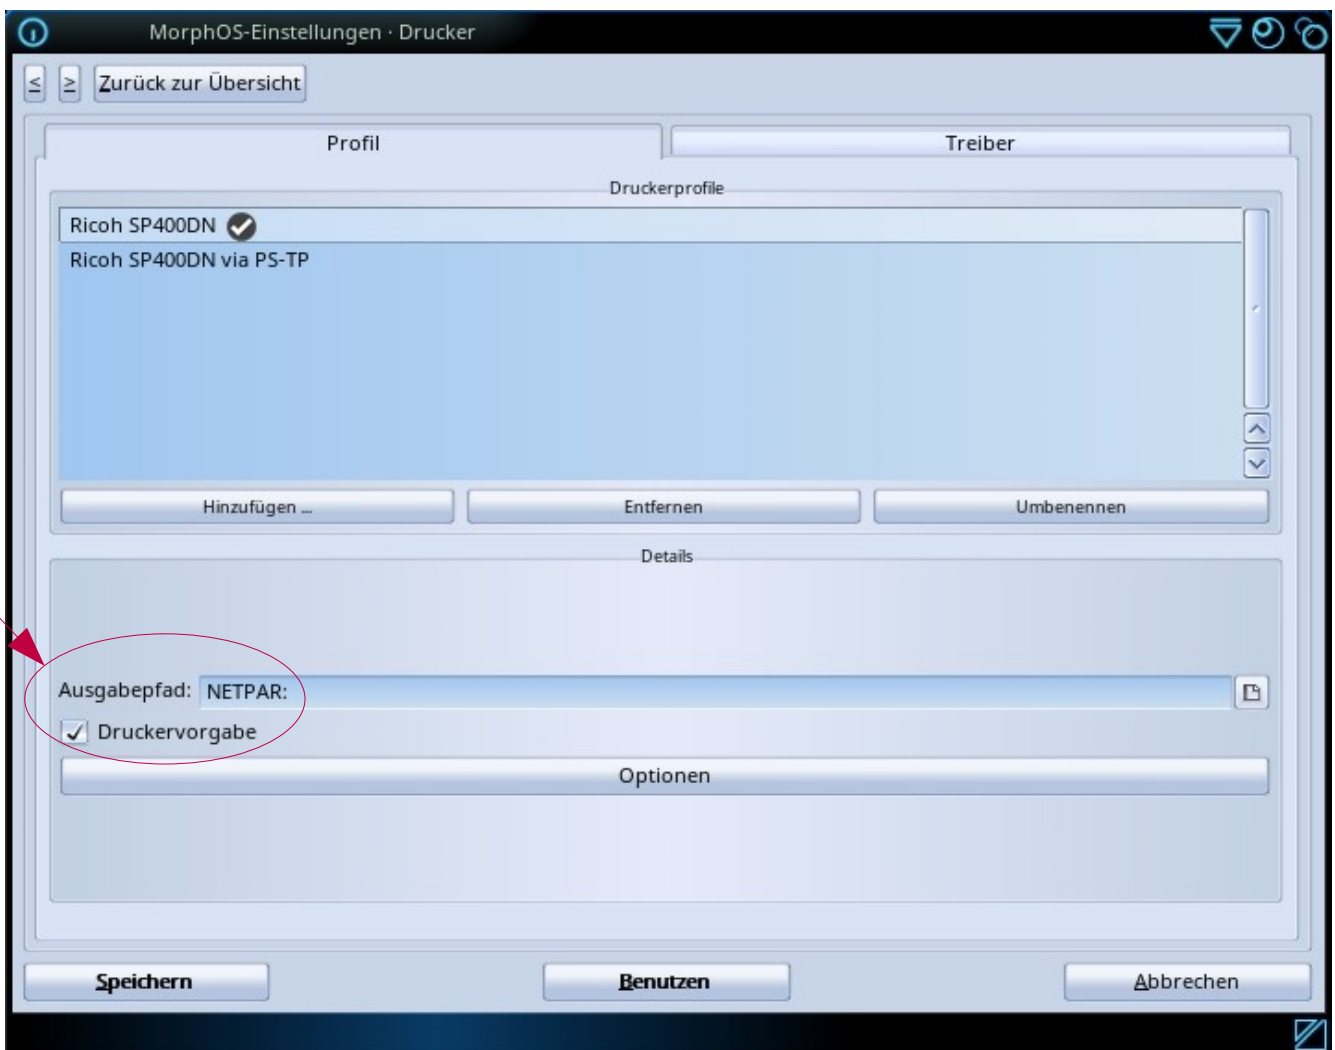 MorphOS-Einstellungen · Drucker
≤ ≥ Zurück zur Übersicht
Profil Treiber
Druckerprofile
Ricoh SP400DN
Ricoh SP400DN via PS-TP
Hinzufügen ... Entfernen Umbenennen
Details
Ausgabepfad: NETPAR:
Druckervorgabe
Optionen
Speichern Benutzen Abbrechen